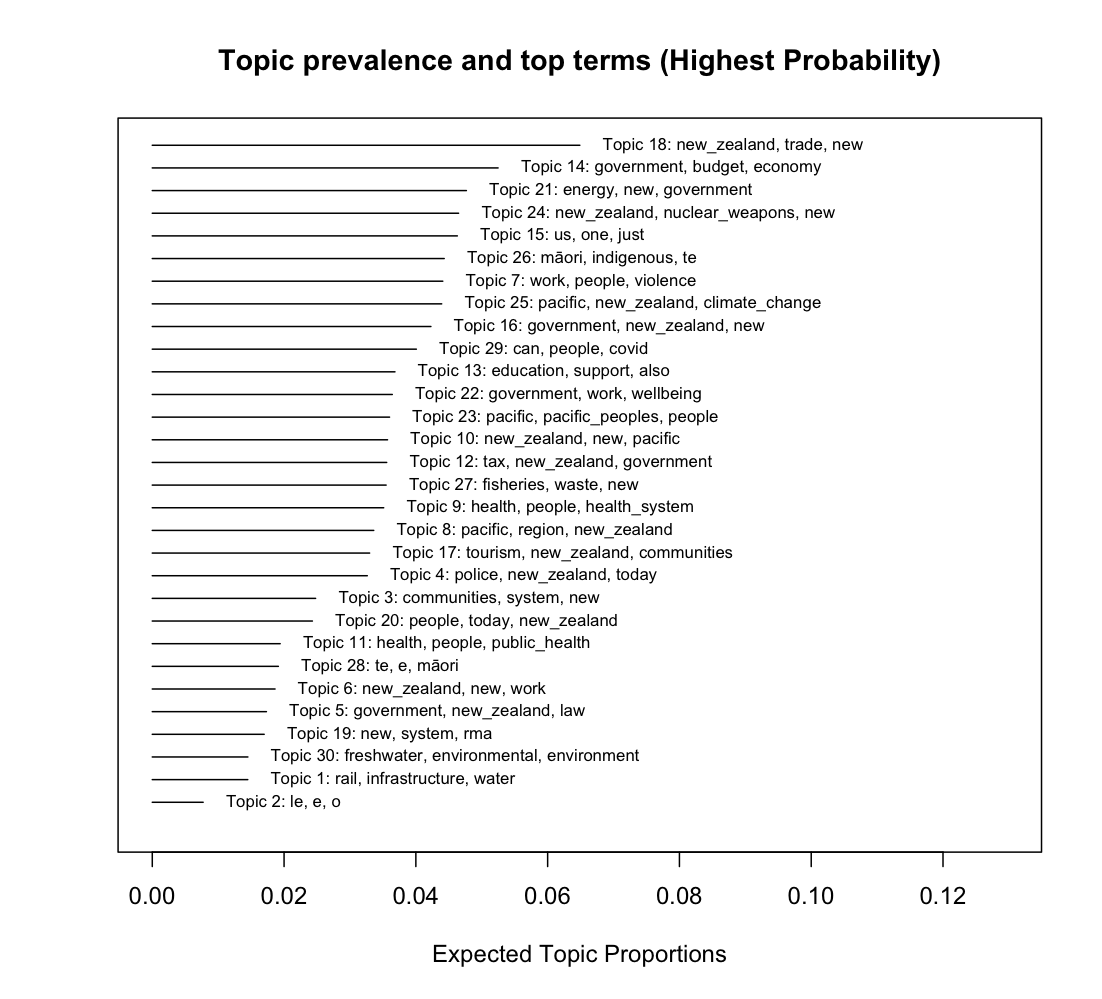 Topic prevalence and top terms (Highest Probability)
Topic 18: new_zealand, trade, new
Topic 14: government, budget, economy
Topic 21: energy, new, government
Topic 24: new_zealand, nuclear_weapons, new
Topic 15: us, one, just
Topic 26: māori, indigenous, te
Topic 7: work, people, violence
Topic 25: pacific, new_zealand, climate_change
Topic 16: government, new_zealand, new
Topic 29: can, people, covid
Topic 13: education, support, also
Topic 22: government, work, wellbeing
Topic 23: pacific, pacific_peoples, people
Topic 10: new_zealand, new, pacific
Topic 12: tax, new_zealand, government
Topic 27: fisheries, waste, new
Topic 9: health, people, health_system
Topic 8: pacific, region, new_zealand
Topic 17: tourism, new_zealand, communities
Topic 4: police, new_zealand, today
Topic 3: communities, system, new
Topic 20: people, today, new_zealand
Topic 11: health, people, public_health
Topic 28: te, e, māori
Topic 6: new_zealand, new, work
Topic 5: government, new_zealand, law
Topic 19: new, system, rma
Topic 30: freshwater, environmental, environment
Topic 1: rail, infrastructure, water
Topic 2: le, e, o
0.00 0.02 0.04 0.06 0.08 0.10 0.12
Expected Topic Proportions